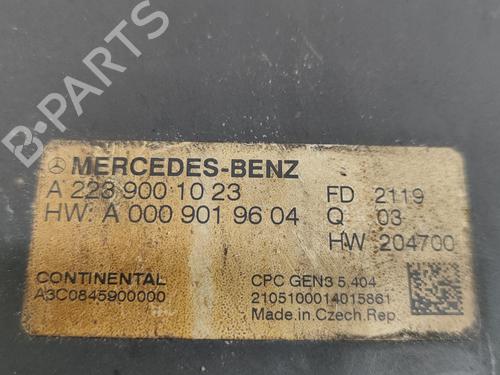 MERCEDES-BENZ
A 223 900 10 23
HW: A 000 901 96 04
FD 2119
Q 03
HW 204700
CONTINENTAL
A3C0845900000
CPC GEN3 5.404
2105100014015861
Made.in.Czech.Rep.
B-PARTS